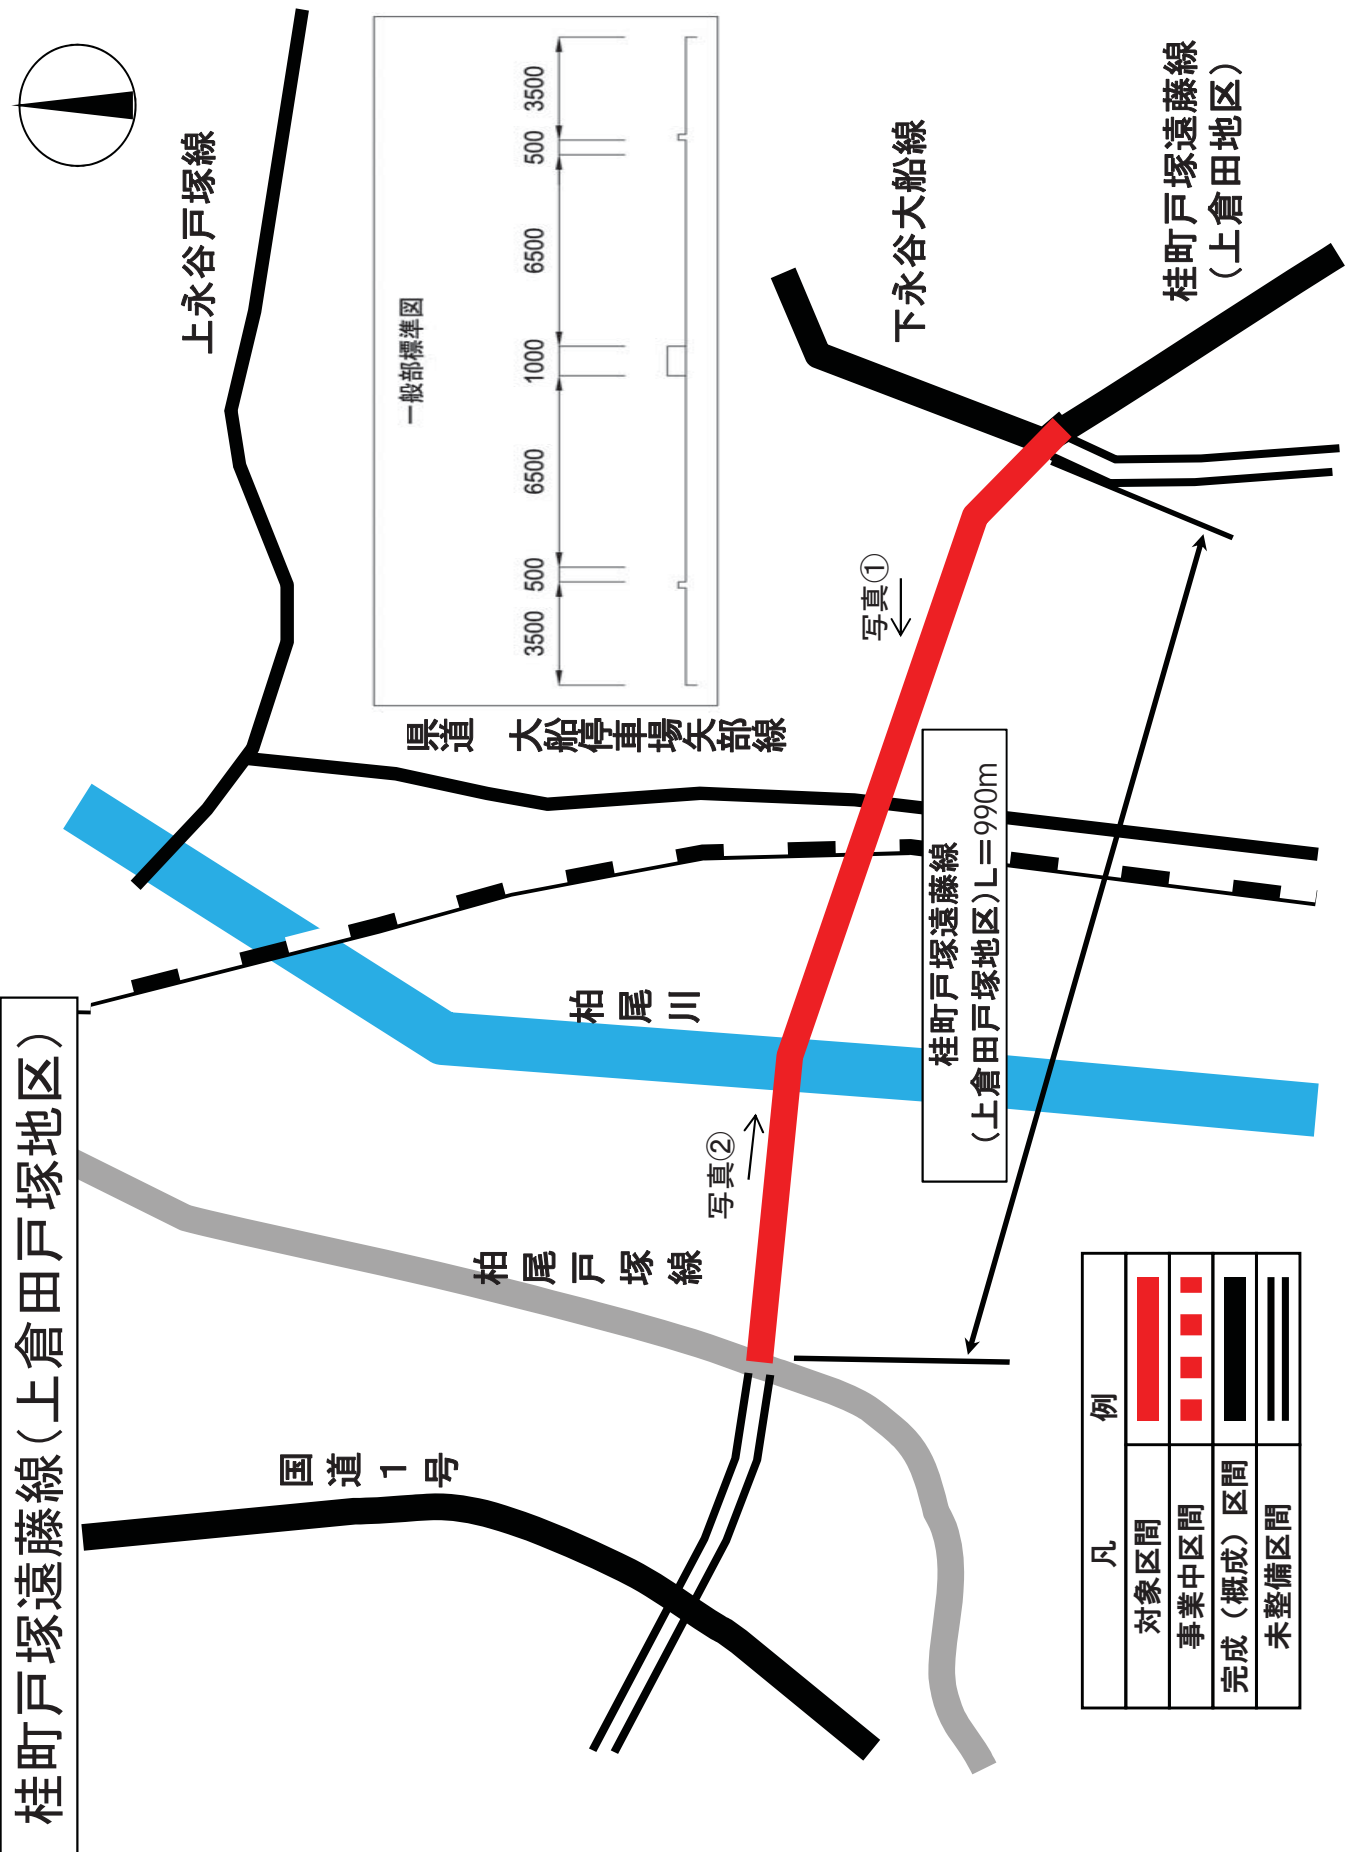 桂町戸塚遠藤線（上倉田戸塚地区）
国道１号
柏尾戸塚線
柏尾川
県道　大船停車場矢部線
上永谷戸塚線
一般部標準図
3500 500 6500 1000 6500 500 3500
写真②
写真①
下永谷大船線
桂町戸塚遠藤線
（上倉田地区）
桂町戸塚遠藤線
（上倉田戸塚地区）L＝990m
凡例
対象区間
事業中区間
完成（概成）区間
未整備区間